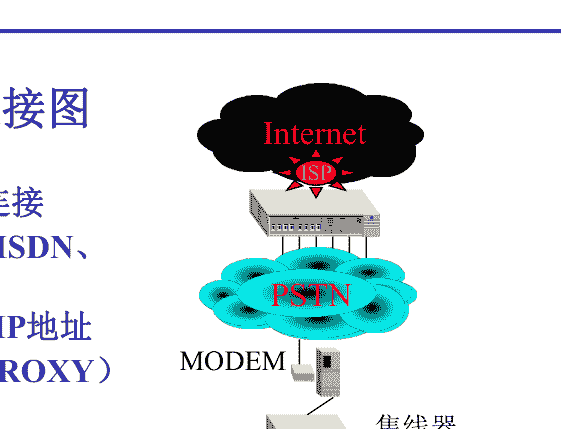 接图
Internet
ISP
连接
ISDN、
PSTN
IP地址
MODEM
ROXY）
集线器